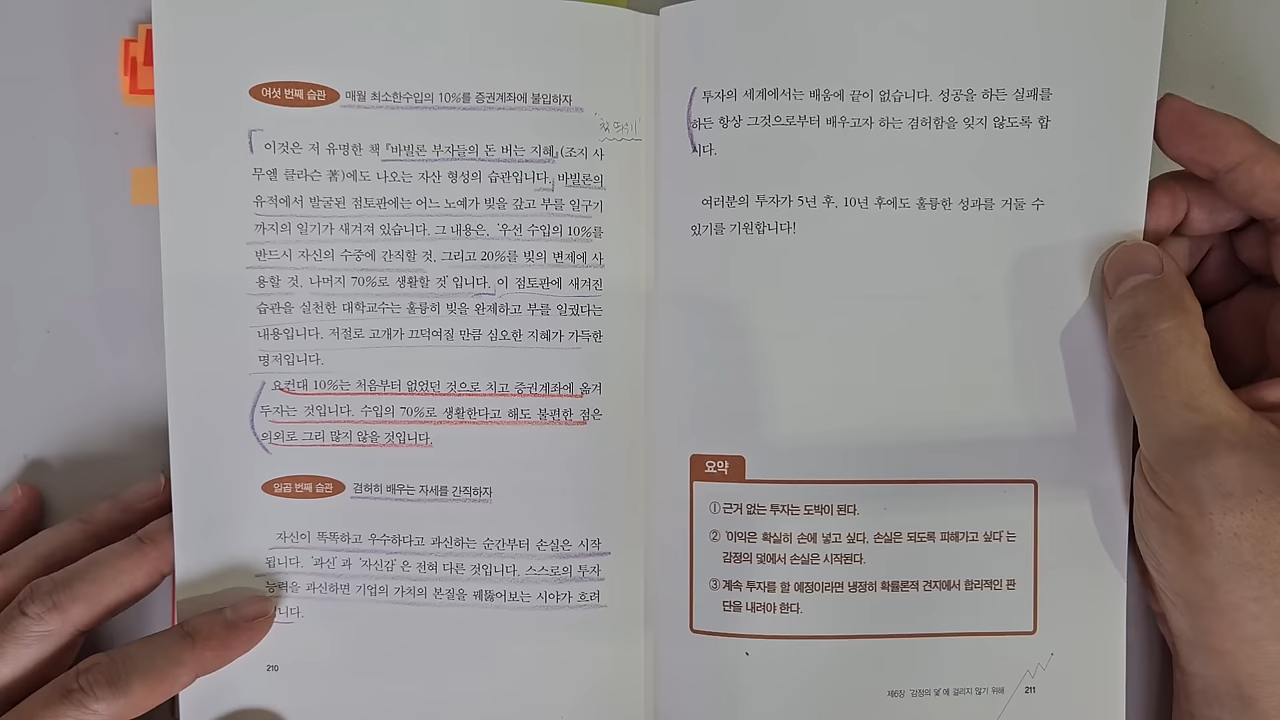 여섯 번째 습관 매월 최소한수입의 10%를 증권계좌에 불입하자
이것은 저 유명한 책 『바빌론 부자들의 돈 버는 지혜』(조지 사
무엘 클라슨 著)에도 나오는 자산 형성의 습관입니다. 바빌론의
유적에서 발굴된 점토판에는 어느 노예가 빚을 갚고 부를 일구기
까지의 일기가 새겨져 있습니다. 그 내용은, '우선 수입의 10%를
반드시 자신의 수중에 간직할 것, 그리고 20%를 빚의 변제에 사
용할 것, 나머지 70%로 생활할 것' 입니다. 이 점토판에 새겨진
습관을 실천한 대학교수는 훌륭히 빚을 완제하고 부를 일궜다는
내용입니다. 저절로 고개가 끄덕여질 만큼 심오한 지혜가 가득한
명저입니다.
요컨대 10%는 처음부터 없었던 것으로 치고 증권계좌에 옮겨
두자는 것입니다. 수입의 70%로 생활한다고 해도 불편한 점은
의외로 그리 많지 않을 것입니다.
일곱 번째 습관 겸허히 배우는 자세를 간직하자
자신이 똑똑하고 우수하다고 과신하는 순간부터 손실은 시작
됩니다. '과신' 과 '자신감' 은 전혀 다른 것입니다. 스스로의 투자
능력을 과신하면 기업의 가치의 본질을 꿰뚫어보는 시야가 흐려
니다.
210
투자의 세계에서는 배움에 끝이 없습니다. 성공을 하든 실패를
하든 항상 그것으로부터 배우고자 하는 겸허함을 잊지 않도록 합
시다.
여러분의 투자가 5년 후, 10년 후에도 훌륭한 성과를 거둘 수
있기를 기원합니다!
요약
① 근거 없는 투자는 도박이 된다.
② '이익은 확실히 손에 넣고 싶다, 손실은 되도록 피해가고 싶다' 는
감정의 덫에서 손실은 시작된다.
③ 계속 투자를 할 예정이라면 냉정히 확률론적 견지에서 합리적인 판
단을 내려야 한다.
제6장 '감정의 덫' 에 걸리지 않기 위해 211